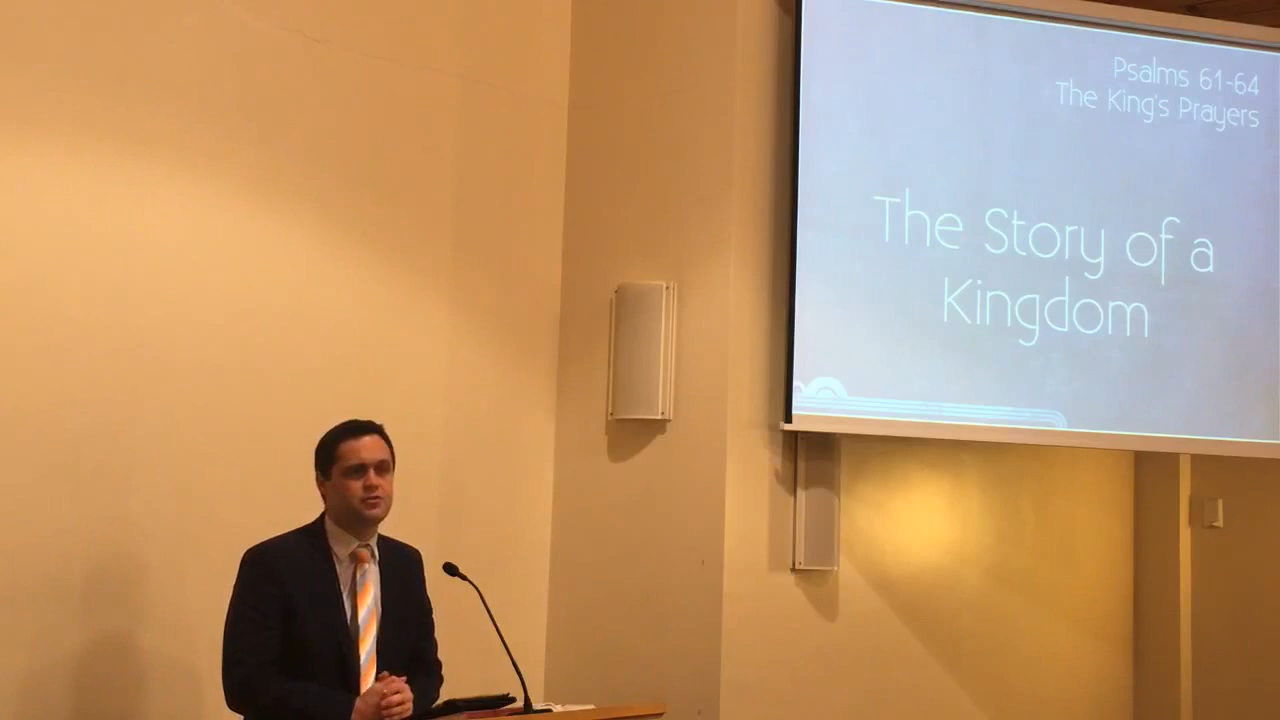 Psalms 61-64
The King's Prayers
The Story of a
Kingdom